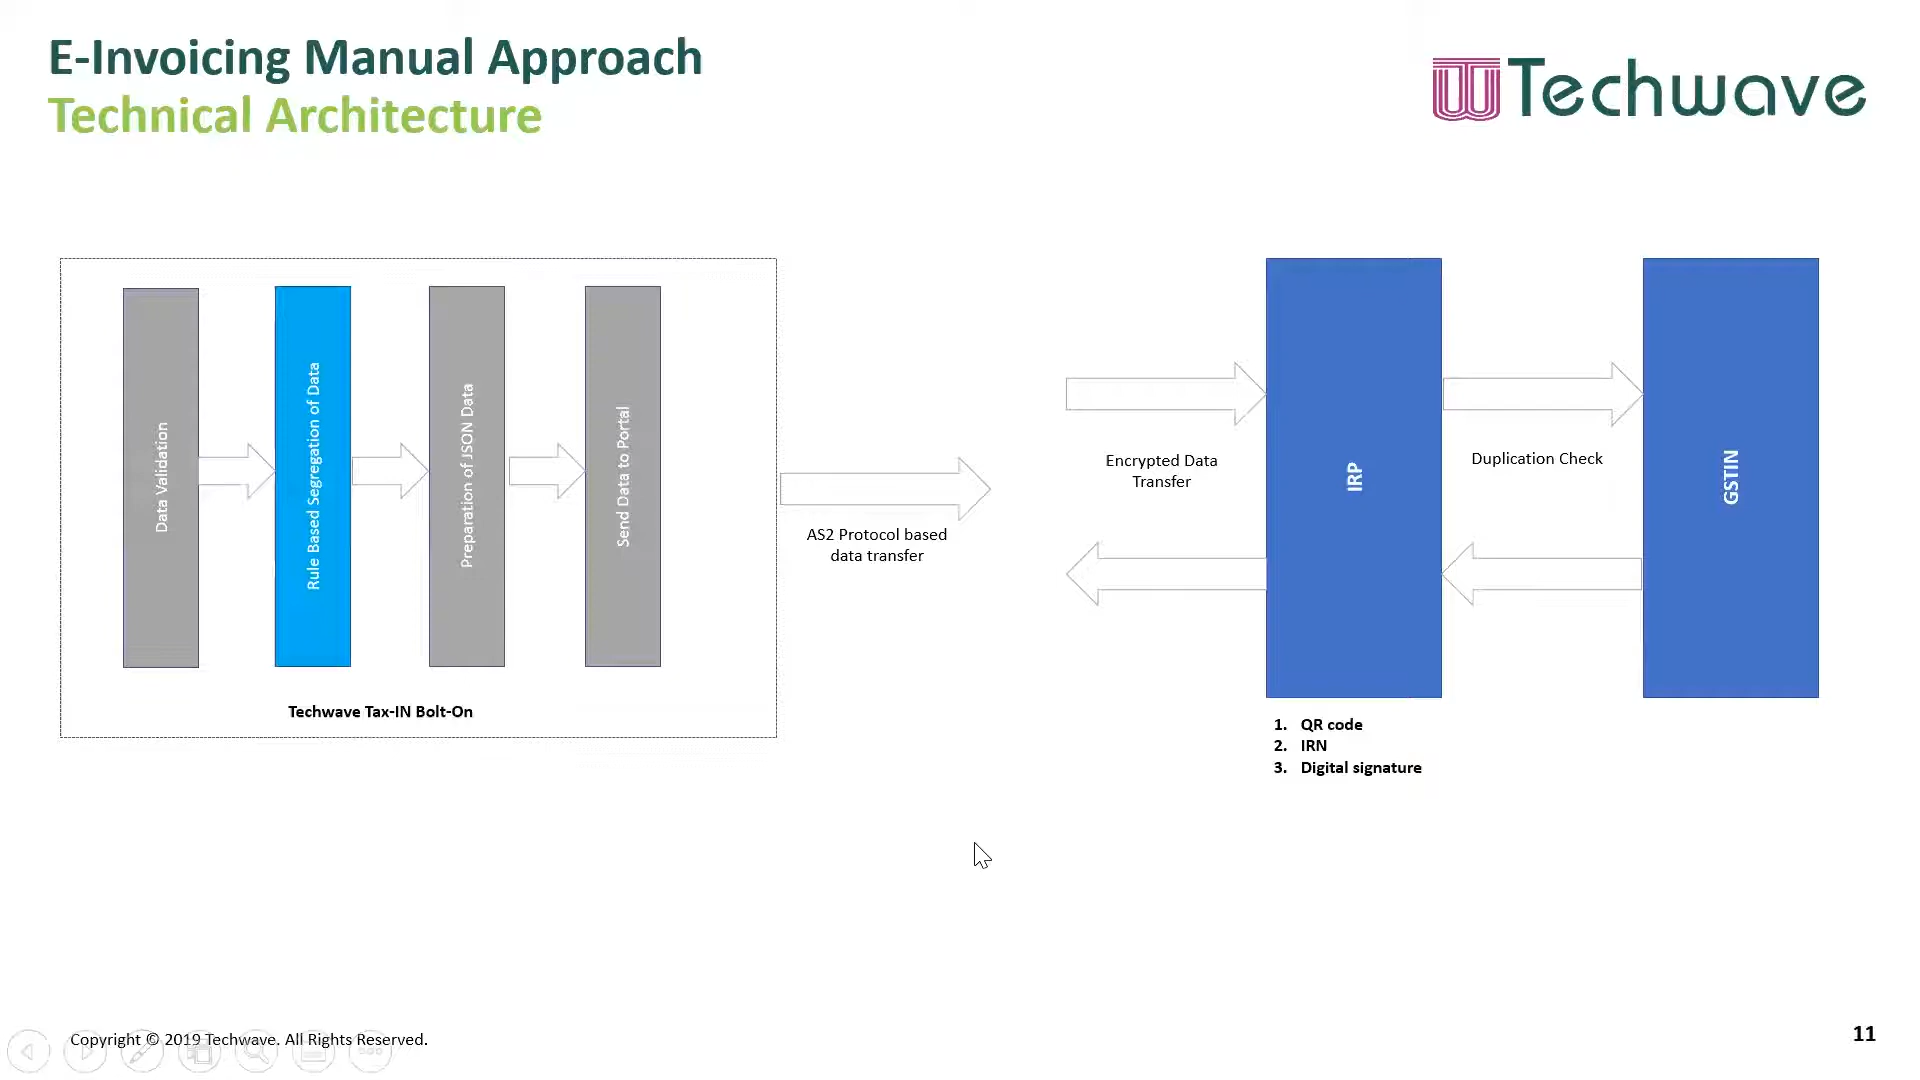 E-Invoicing Manual Approach
Technical Architecture
Techwave
Data Validation
Rule Based Segregation of Data
Preparation of JSON Data
Send Data to Portal
Techwave Tax-IN Bolt-On
AS2 Protocol based
data transfer
Encrypted Data
Transfer
IRP
Duplication Check
GSTIN
1. QR code
2. IRN
3. Digital signature
Copyright © 2019 Techwave. All Rights Reserved.
11